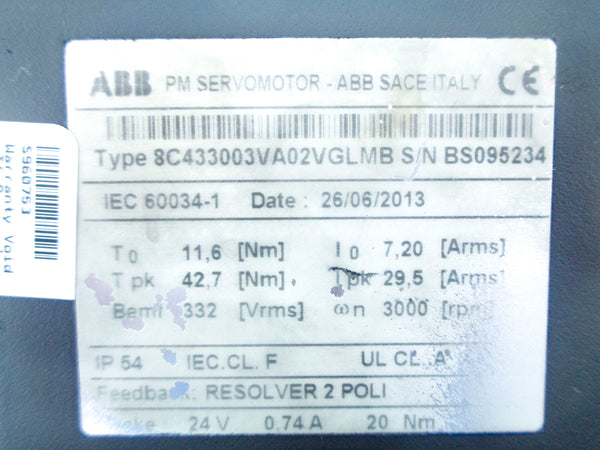 ABB PM SERVOMOTOR - ABB SACE ITALY CE
Type 8C433003VA02VGLMB S/N BS095234
IEC 60034-1 Date : 26/06/2013
T0 11,6 [Nm] I0 7,20 [Arms]
T pk 42,7 [Nm] Ipk 29,5 [Arms
Bemf 332 [Vrms] ωn 3000 [rpm
IP 54 IEC.CL. F UL CL .A
Feedback: RESOLVER 2 POLI
24 V 0,74 A 20 Nm
5960753
Warranty Void